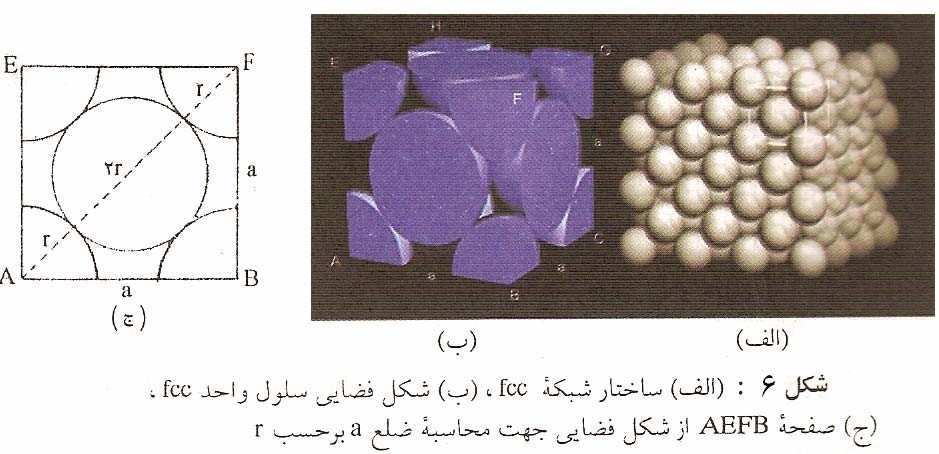 E
F
r
۲r
a
r
A
B
a
(ج)
H
E
G
F
a
A
C
a
a
B
(ب)
(الف)
شکل ۶ : (الف) ساختار شبکهٔ fcc ، (ب) شکل فضایی سلول واحد fcc ،
(ج) صفحهٔ AEFB از شکل فضایی جهت محاسبهٔ ضلع a برحسب r